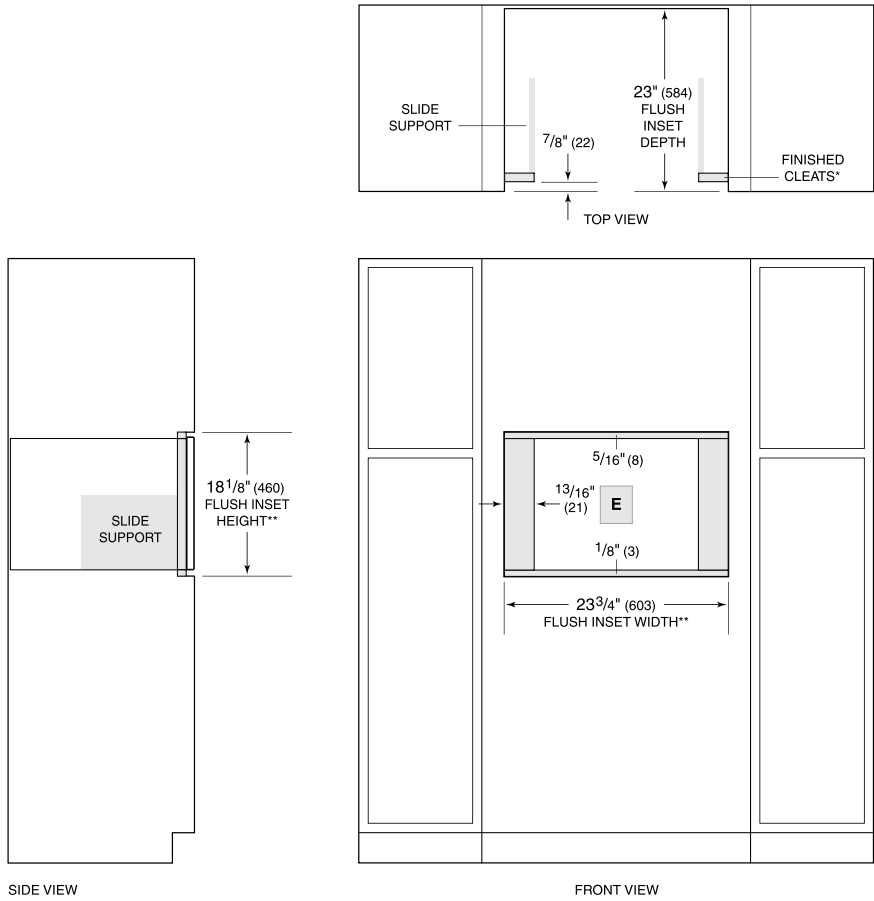 SLIDE
SUPPORT
7/8" (22)
23" (584)
FLUSH
INSET
DEPTH
FINISHED
CLEATS*
TOP VIEW
18 1/8" (460)
FLUSH INSET
HEIGHT**
SLIDE
SUPPORT
5/16" (8)
13/16"
(21)
E
1/8" (3)
23 3/4" (603)
FLUSH INSET WIDTH**
SIDE VIEW
FRONT VIEW